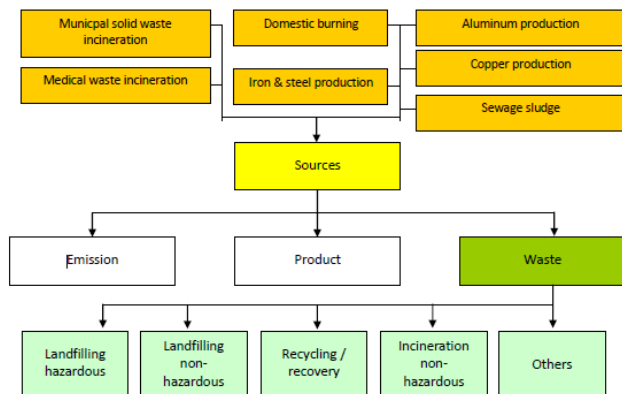 Municpal solid waste
incineration
Domestic burning
Aluminum production
Medical waste incineration
Iron & steel production
Copper production
Sewage sludge
Sources
Emission
Product
Waste
Landfilling
hazardous
Landfilling
non-
hazardous
Recycling /
recovery
Incineration
non-
hazardous
Others